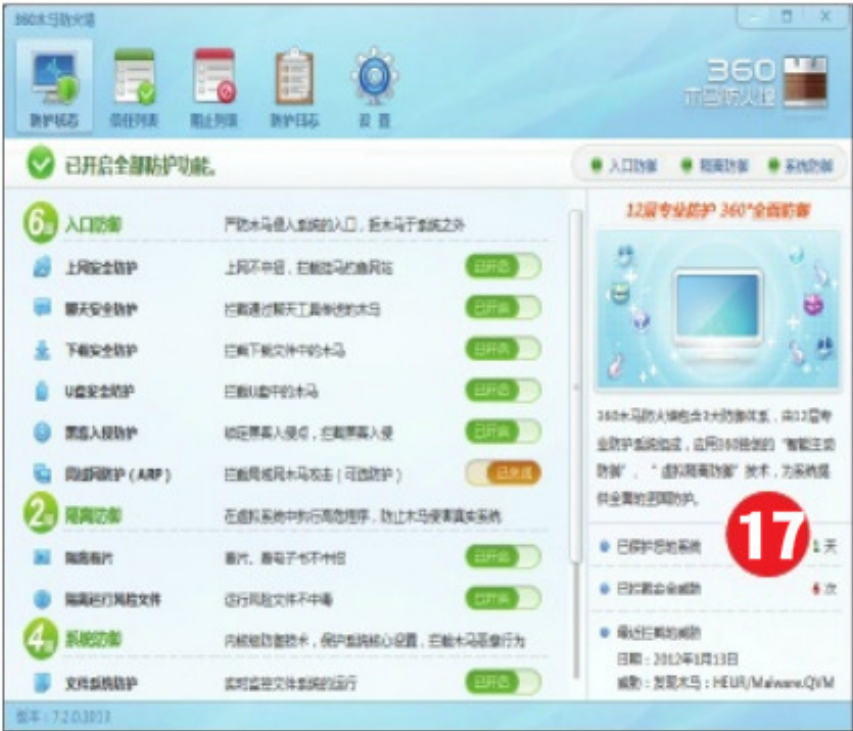 360木马防火墙
防护状态 信任列表 阻止列表 防护日志 设置
360
木马防火墙
已开启全部防护功能。
入口防御 隔离防御 系统防御
6层 入口防御 严防木马侵入系统的入口，拒木马于系统之外
上网安全防护 上网不中招，拦截挂马钓鱼网站 已开启
聊天安全防护 拦截通过聊天工具传送的木马 已开启
下载安全防护 拦截下载文件中的木马 已开启
U盘安全防护 拦截U盘中的木马 已开启
黑客入侵防护 锁定黑客入侵点，拦截黑客入侵 已开启
局域网防护(ARP) 拦截局域网木马攻击(可选防护) 已关闭
2层 隔离防御 在虚拟系统中执行高危程序，防止木马侵害真实系统
隔离看片 看片、看电子书不中招 已开启
隔离运行风险文件 运行风险文件不中毒 已开启
4层 系统防御 内核级防御技术，保护系统核心设置，拦截木马恶意行为
文件系统防护 实时监控文件系统的运行 已开启
12层专业防护 360°全面防御
360木马防火墙包含3大防御体系，由12层专
业防护系统组成，应用360独创的“智能主动
防御”、“虚拟隔离防御”技术，为系统提
供全面的坚固防护。
17
已保护您的系统 1 天
已拦截安全威胁 6 次
最近拦截的威胁
日期：2012年1月13日
威胁：发现木马：HEUR/Malware.QVM
版本：7.2.0.3013